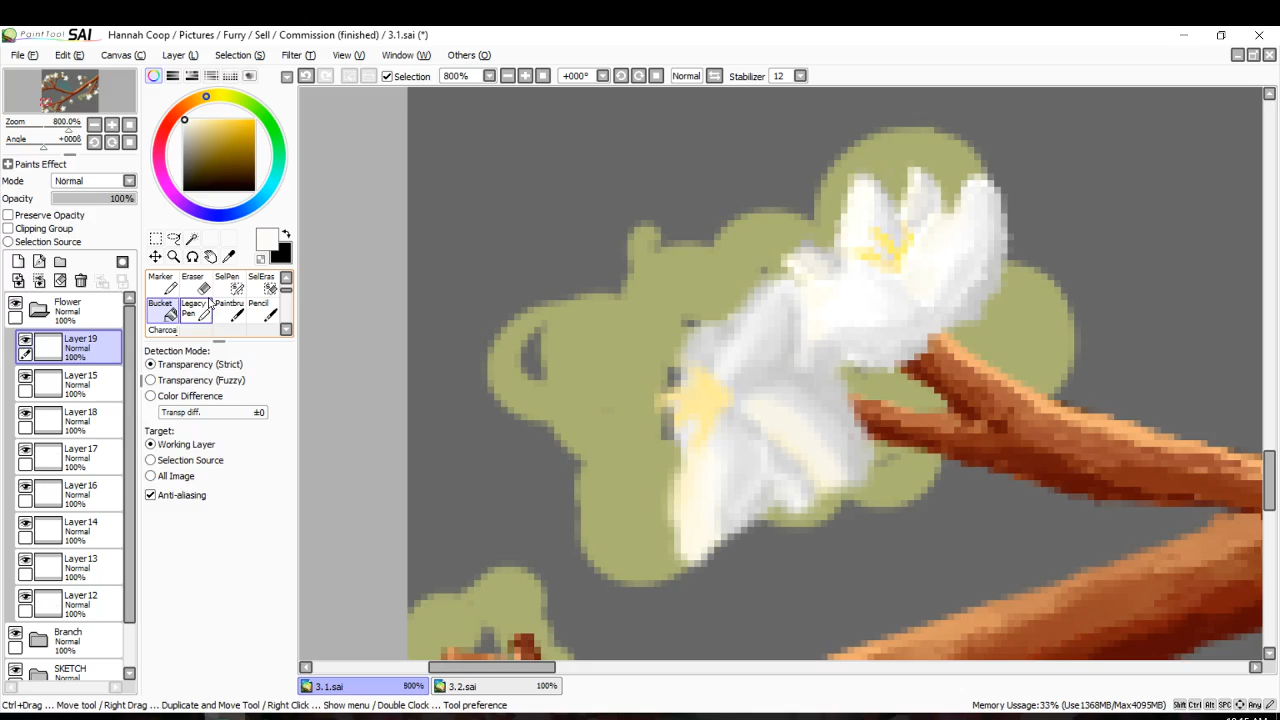 PaintTool SAI Hannah Coop / Pictures / Furry / Sell / Commission (finished) / 3.1.sai (*)
File (F) Edit (E) Canvas (C) Layer (L) Selection (S) Filter (T) View (V) Window (W) Others (O)
Selection 800% +000° Normal Stabilizer 12
Zoom 800.0%
Angle +000ß
Paints Effect
Mode Normal
Opacity 100%
Preserve Opacity
Clipping Group
Selection Source
Flower
Normal
100%
Layer19
Normal
100%
Layer15
Normal
100%
Layer18
Normal
100%
Layer17
Normal
100%
Layer16
Normal
100%
Layer14
Normal
100%
Layer13
Normal
100%
Layer12
Normal
100%
Branch
Normal
100%
SKETCH
Normal
Marker Eraser SelPen SelEras
Bucket Legacy Pen Paintbru Pencil
Charcoa
Detection Mode:
Transparency (Strict)
Transparency (Fuzzy)
Color Difference
Transp diff. ±0
Target:
Working Layer
Selection Source
All Image
Anti-aliasing
3.1.sai 800% 3.2.sai 100%
Ctrl+Drag ... Move tool / Right Drag ... Duplicate and Move Tool / Right Click ... Show menu / Double Clock ... Tool preference Memory Usage:33% (Use1368MB/Max4095MB) Shift Ctrl Alt SPC Any